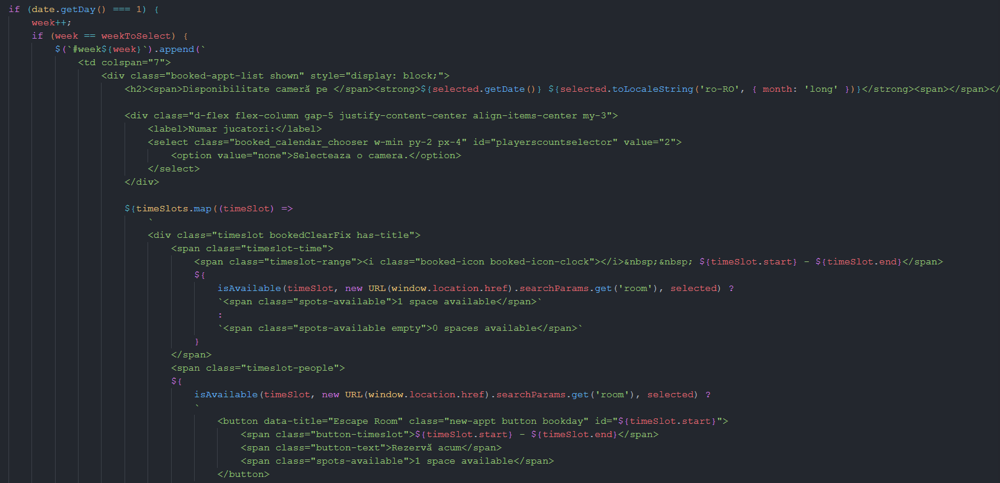 if (date.getDay() === 1) {
week++;
if (week == weekToSelect) {
$(`#week${week}`).append(`
<td colspan="7">
<div class="booked-appt-list shown" style="display: block;">
<h2><span>Disponibilitate cameră pe </span><strong>${selected.getDate()} ${selected.toLocaleString('ro-RO', { month: 'long' })}</strong><span></span></
<div class="d-flex flex-column gap-5 justify-content-center align-items-center my-3">
<label>Numar jucatori:</label>
<select class="booked_calendar_chooser w-min py-2 px-4" id="playerscountselector" value="2">
<option value="none">Selecteaza o camera.</option>
</select>
</div>
${timeSlots.map((timeSlot) =>
`
<div class="timeslot bookedClearFix has-title">
<span class="timeslot-time">
<span class="timeslot-range"><i class="booked-icon booked-icon-clock"></i>&nbsp;&nbsp; ${timeSlot.start} - ${timeSlot.end}</span>
${
isAvailable(timeSlot, new URL(window.location.href).searchParams.get('room'), selected) ?
`<span class="spots-available">1 space available</span>`
:
`<span class="spots-available empty">0 spaces available</span>`
}
</span>
<span class="timeslot-people">
${
isAvailable(timeSlot, new URL(window.location.href).searchParams.get('room'), selected) ?
`
<button data-title="Escape Room" class="new-appt button bookday" id="${timeSlot.start}">
<span class="button-timeslot">${timeSlot.start} - ${timeSlot.end}</span>
<span class="button-text">Rezervă acum</span>
<span class="spots-available">1 space available</span>
</button>